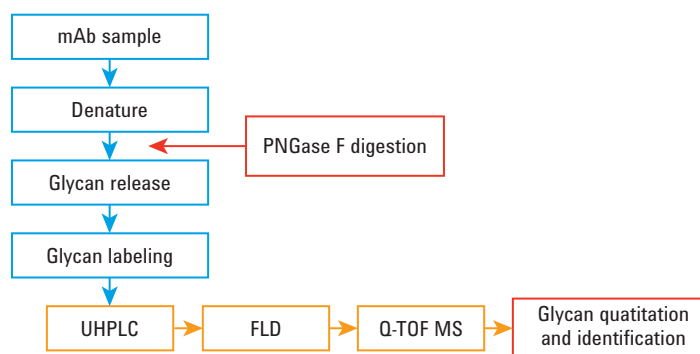 mAb sample
Denature
PNGase F digestion
Glycan release
Glycan labeling
UHPLC
FLD
Q-TOF MS
Glycan quatitation
and identification